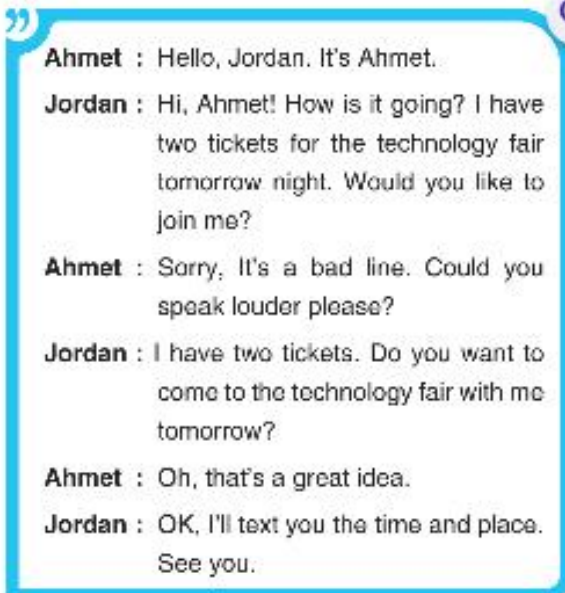 Ahmet : Hello, Jordan. It's Ahmet.
Jordan : Hi, Ahmet! How is it going? I have
two tickets for the technology fair
tomorrow night. Would you like to
join me?
Ahmet : Sorry, It's a bad line. Could you
speak louder please?
Jordan : I have two tickets. Do you want to
come to the technology fair with me
tomorrow?
Ahmet : Oh, that's a great idea.
Jordan : OK, I'll text you the time and place.
See you.